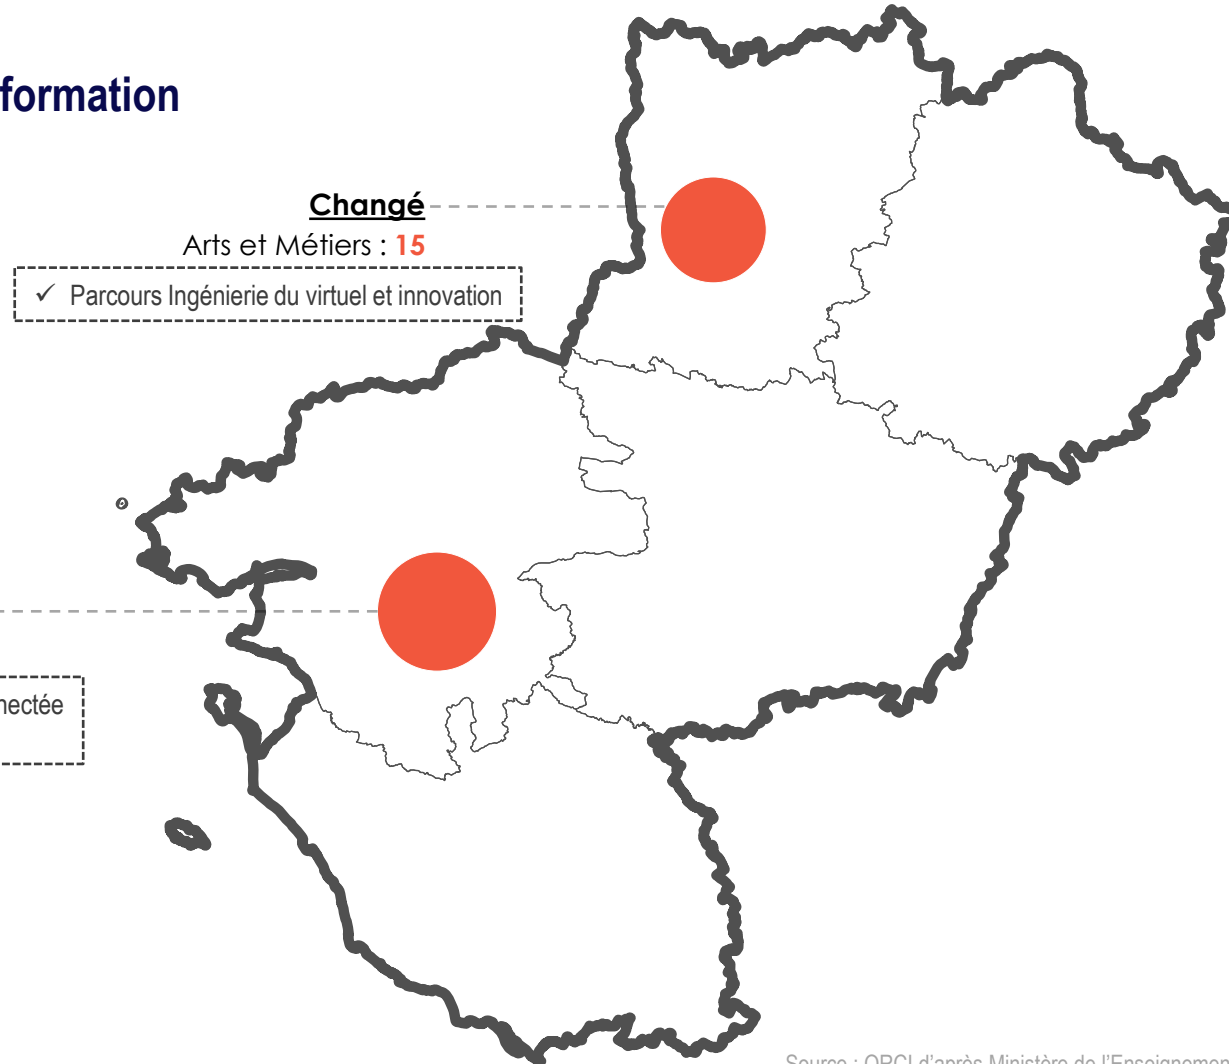 formation
Changé
Arts et Métiers : 15
✓ Parcours Ingénierie du virtuel et innovation
nectée